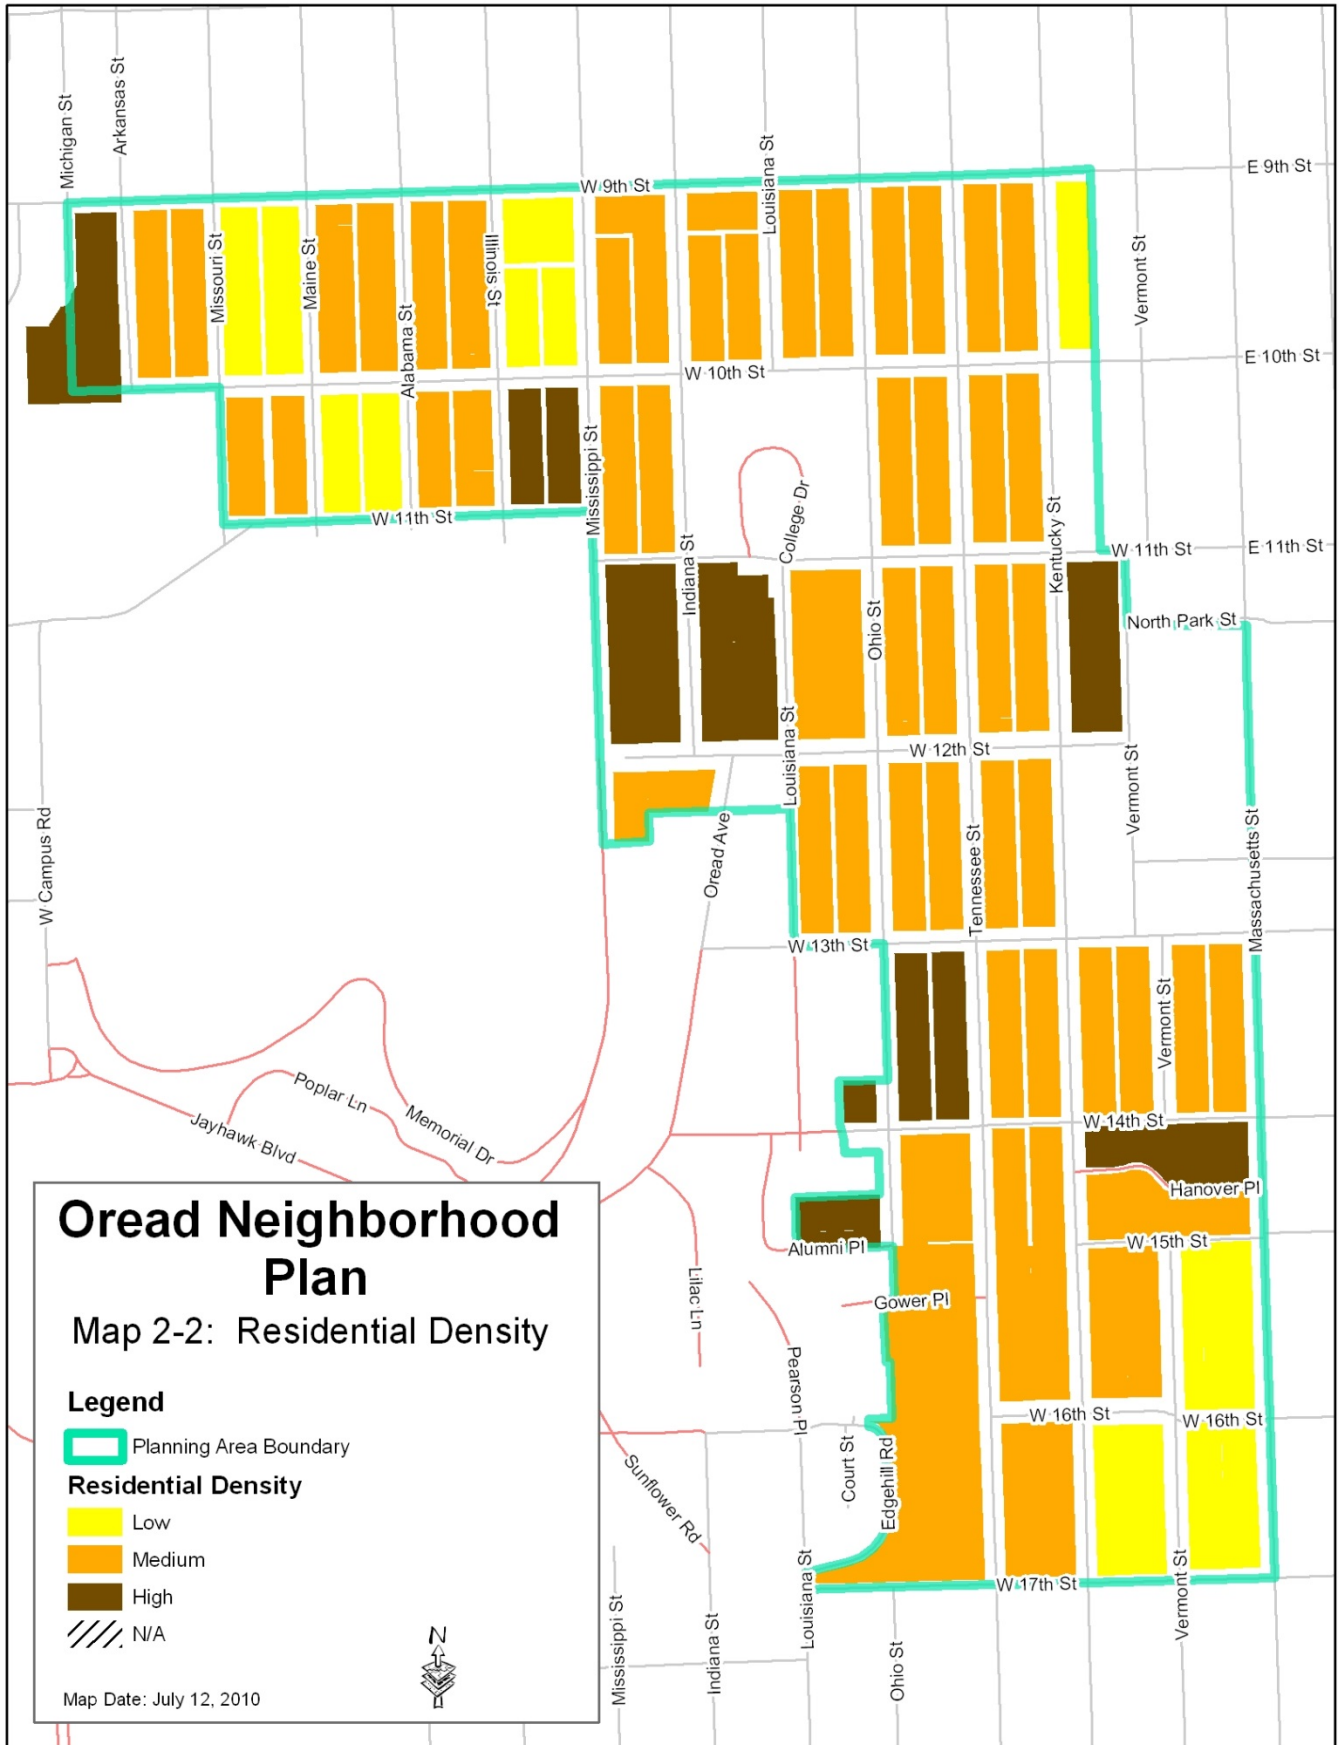 Michigan St
Arkansas St
Louisiana St
E 9th St
W 9th St
Missouri St
Maine St
Illinois St
Vermont St
Alabama St
E 10th St
W 10th St
Mississippi St
College Dr
Kentucky St
W 11th St
W 11th St
E 11th St
Indiana St
Ohio St
North Park St
Louisiana St
W 12th St
Vermont St
W Campus Rd
Oread Ave
Tennessee St
Massachusetts St
W 13th St
Vermont St
Poplar Ln
Memorial Dr
Jayhawk Blvd
W 14th St
Hanover Pl
Alumni Pl
W 15th St
Lilac Ln
Gower Pl
Pearson Pl
W 16th St
W 16th St
Court St
Edgehill Rd
Sunflower Rd
Louisiana St
W 17th St
Vermont St
Mississippi St
Indiana St
Ohio St
Oread Neighborhood
Plan
Map 2-2: Residential Density
Legend
Planning Area Boundary
Residential Density
Low
Medium
High
N/A
N
Map Date: July 12, 2010